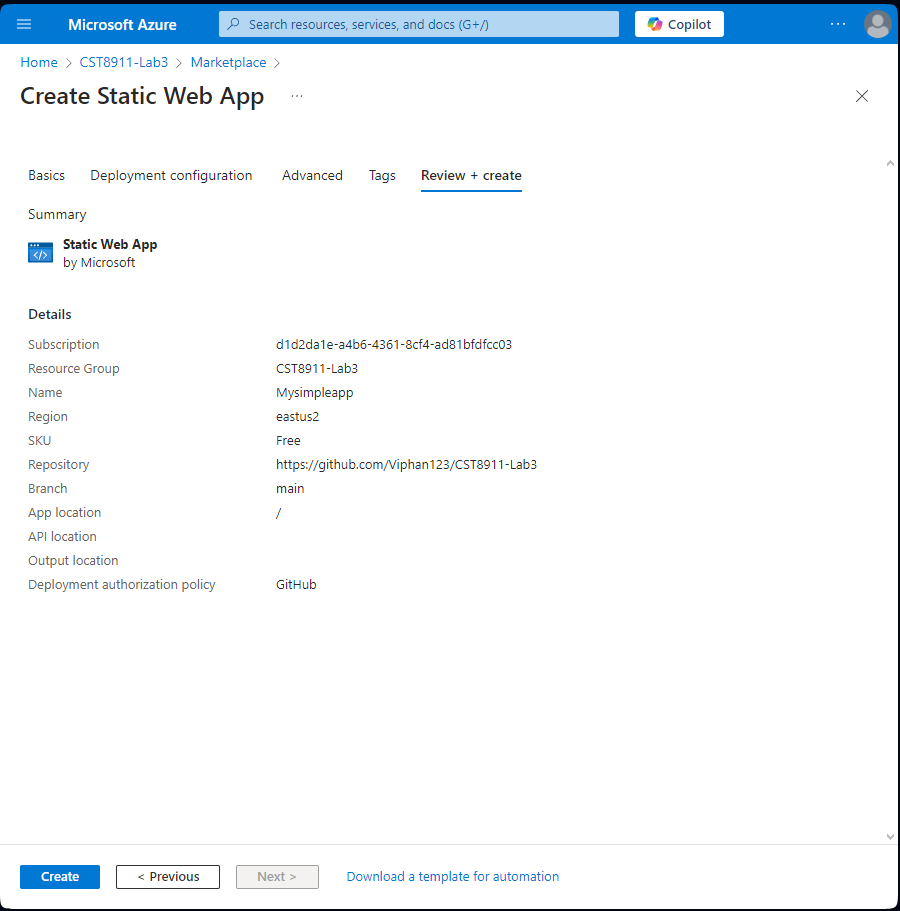 Microsoft Azure
Search resources, services, and docs (G+/)
Copilot
...
Home > CST8911-Lab3 > Marketplace >
Create Static Web App ...
Basics Deployment configuration Advanced Tags Review + create
Summary
Static Web App
by Microsoft
Details
Subscription d1d2da1e-a4b6-4361-8cf4-ad81bfdfcc03
Resource Group CST8911-Lab3
Name Mysimpleapp
Region eastus2
SKU Free
Repository https://github.com/Viphan123/CST8911-Lab3
Branch main
App location /
API location
Output location
Deployment authorization policy GitHub
Create < Previous Next > Download a template for automation